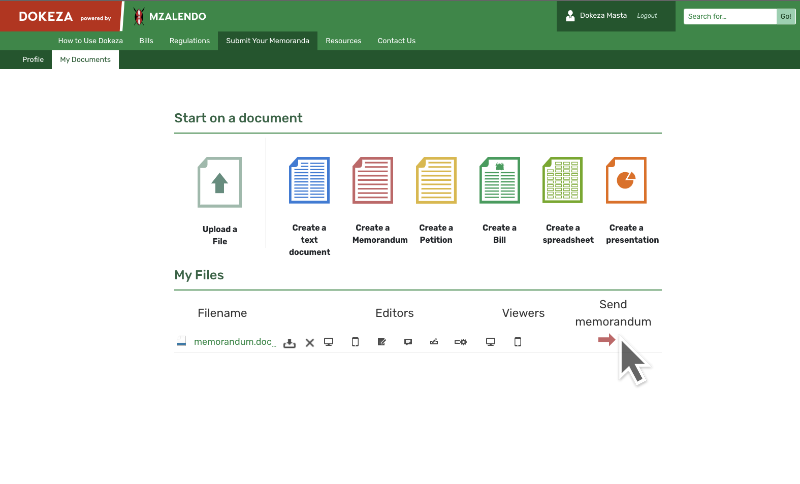 DOKEZA powered by MZALENDO
Dokeza Masta Logout
Search for... Go!
How to Use Dokeza Bills Regulations Submit Your Memoranda Resources Contact Us
Profile My Documents
Start on a document
Upload a
File
Create a
text
document
Create a
Memorandum
Create a
Petition
Create a
Bill
Create a
spreadsheet
Create a
presentation
My Files
Filename Editors Viewers Send
memorandum
memorandum.doc_